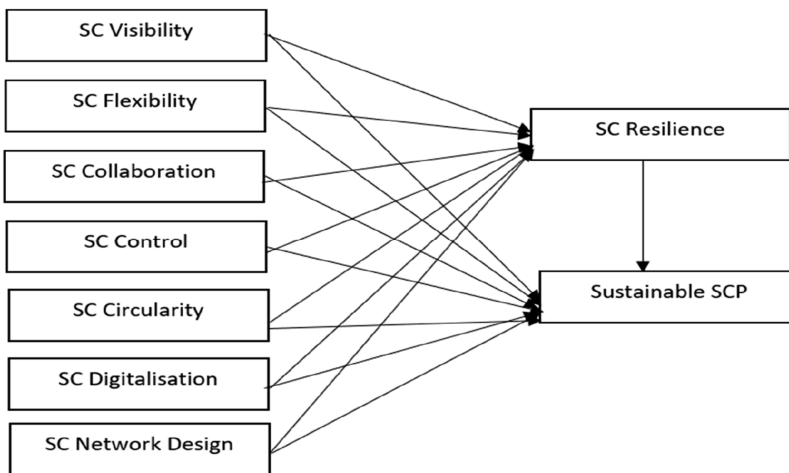 SC Visibility
SC Flexibility
SC Collaboration
SC Control
SC Circularity
SC Digitalisation
SC Network Design
SC Resilience
Sustainable SCP